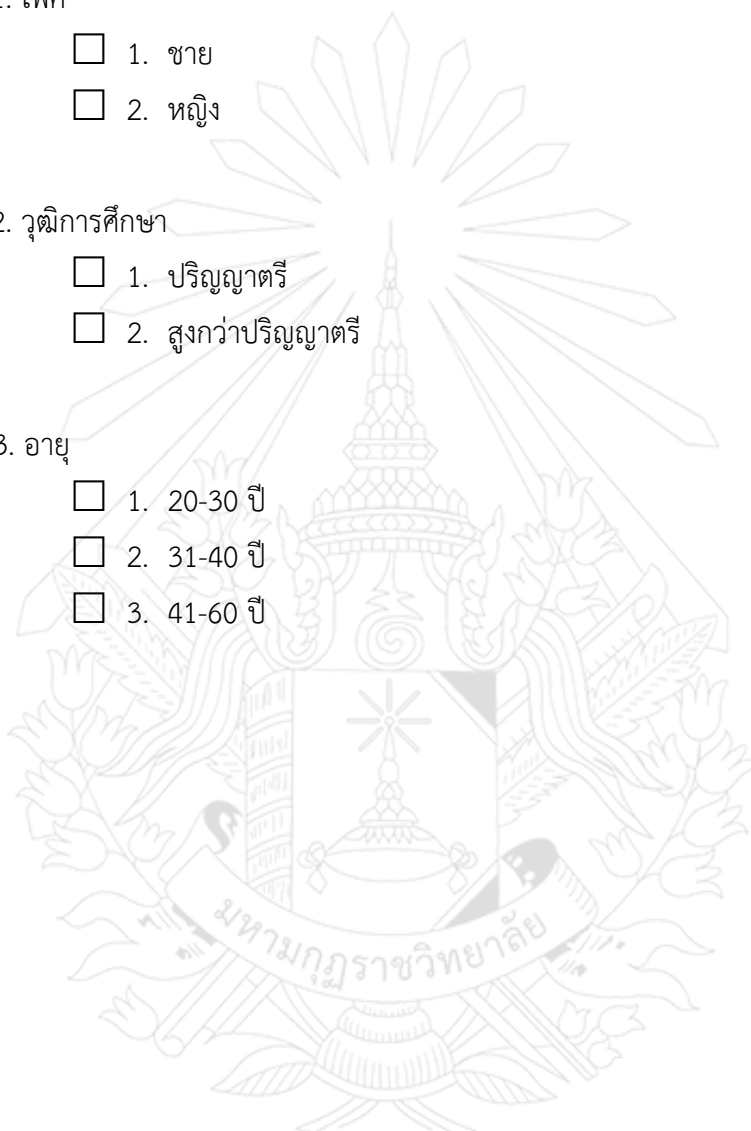 1. เพศ
☐ 1. ชาย
☐ 2. หญิง
2. วุฒิการศึกษา
☐ 1. ปริญญาตรี
☐ 2. สูงกว่าปริญญาตรี
3. อายุ
☐ 1. 20-30 ปี
☐ 2. 31-40 ปี
☐ 3. 41-60 ปี
มหามกุฏราชวิทยาลัย